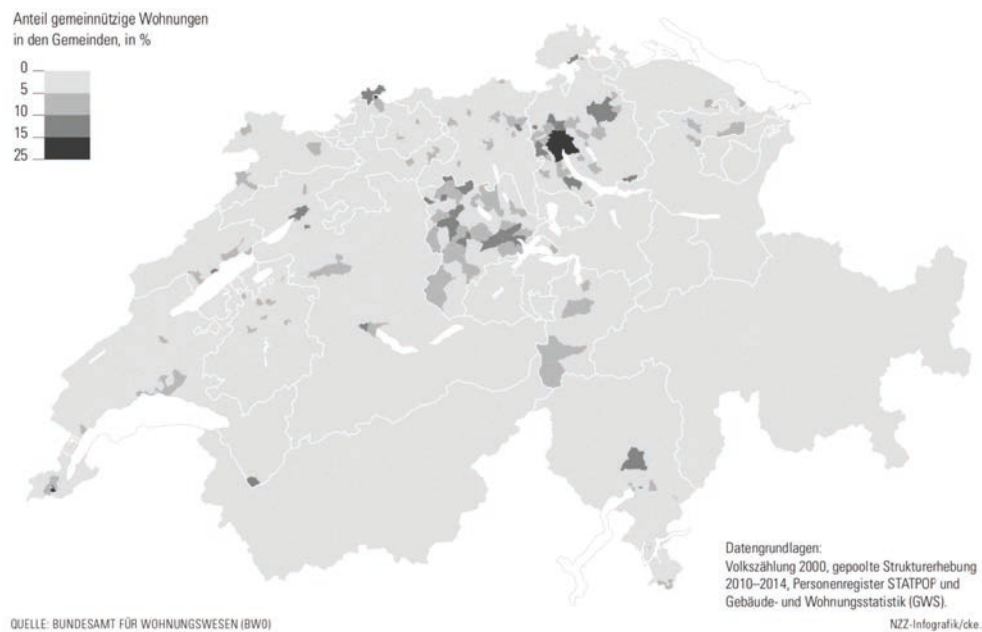 Anteil gemeinnützige Wohnungen
in den Gemeinden, in %
0
5
10
15
25
Datengrundlagen:
Volkszählung 2000, gepoolte Strukturerhebung
2010–2014, Personenregister STATPOP und
Gebäude- und Wohnungsstatistik (GWS).
QUELLE: BUNDESAMT FÜR WOHNUNGSWESEN (BWO)
NZZ-Infografik/cke.